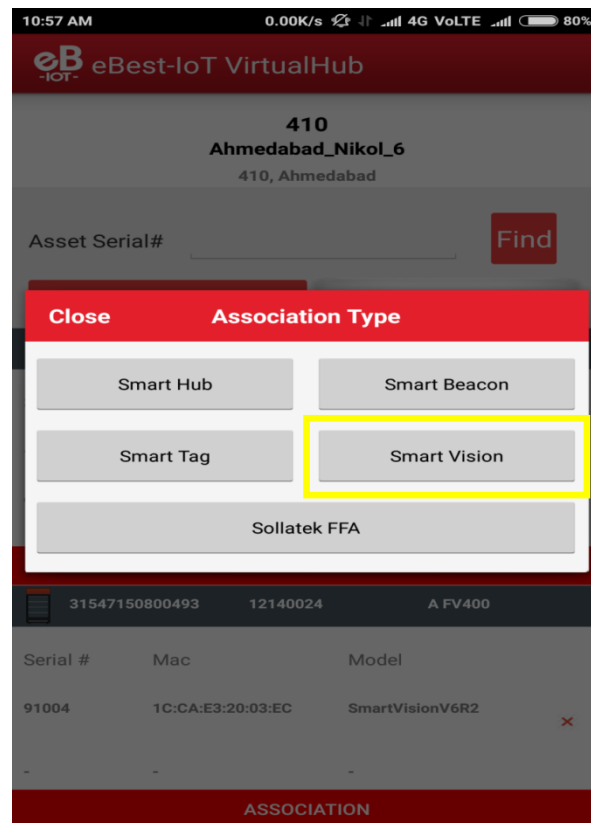 10:57 AM 0.00K/s 4G VoLTE 80%
eB
-IOT-
eBest-IoT VirtualHub
410
Ahmedabad_Nikol_6
410, Ahmedabad
Asset Serial# Find
Close Association Type
Smart Hub Smart Beacon
Smart Tag Smart Vision
Sollatek FFA
31547150800493 12140024 A FV400
Serial # Mac Model
91004 1C:CA:E3:20:03:EC SmartVisionV6R2 ×
- - -
ASSOCIATION